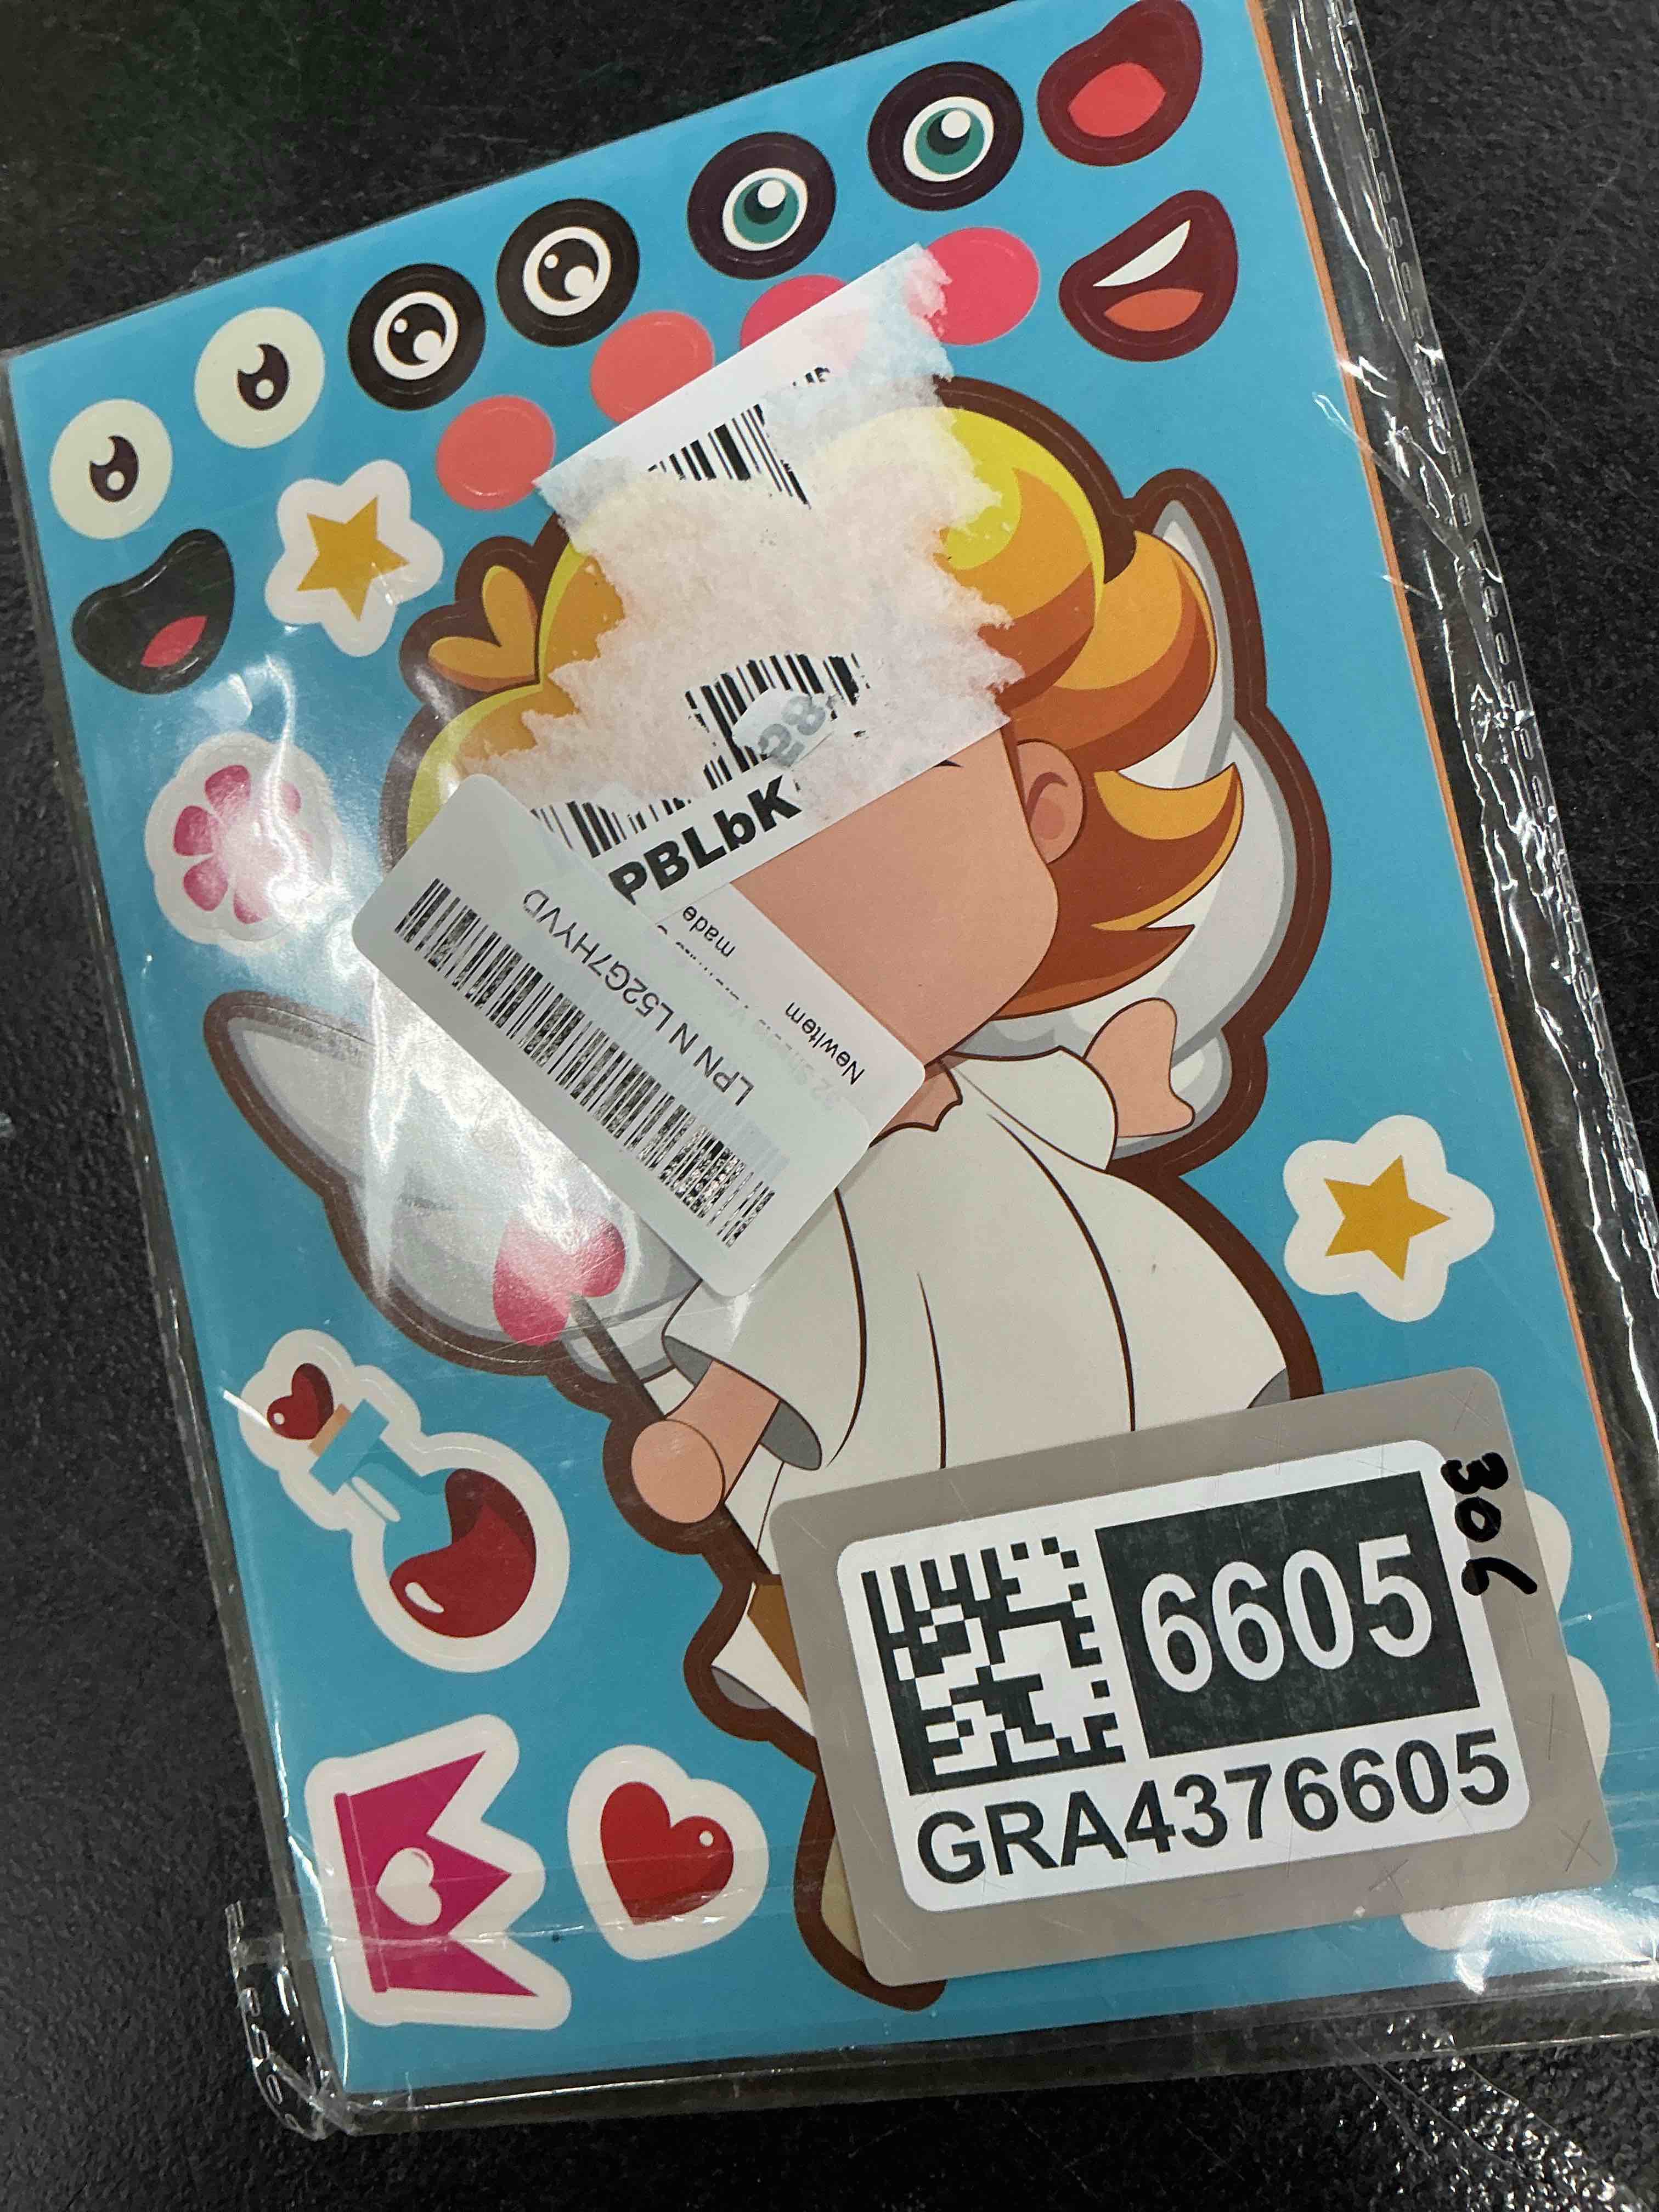 PBLbK
LPN N L52G7HYVD
made
NewItem
306
6605
GRA4376605